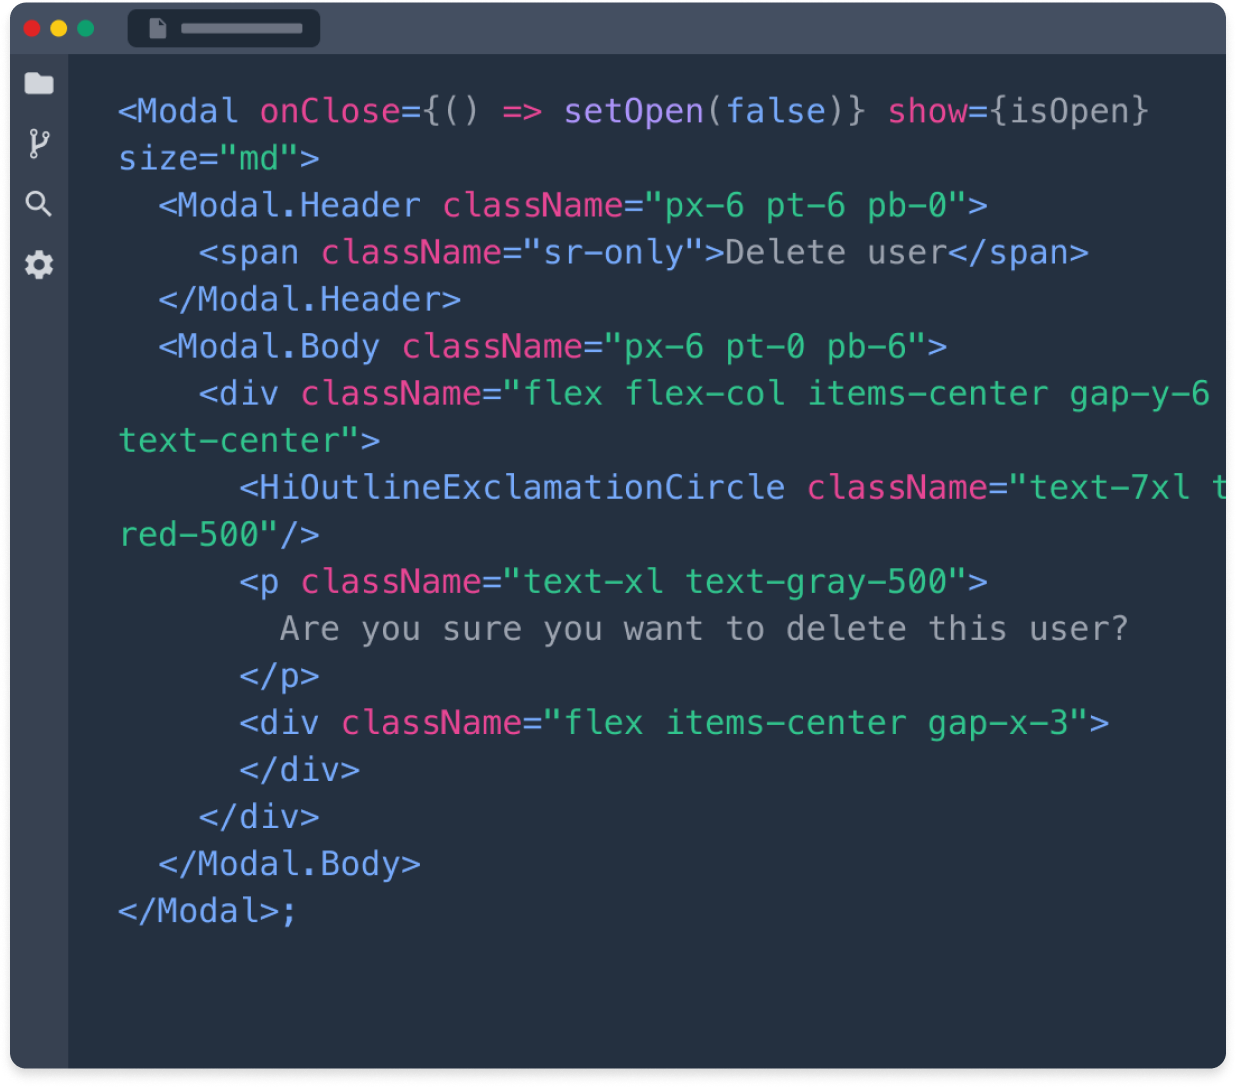 <Modal onClose={() => setOpen(false)} show={isOpen}
size="md">
<Modal.Header className="px-6 pt-6 pb-0">
<span className="sr-only">Delete user</span>
</Modal.Header>
<Modal.Body className="px-6 pt-0 pb-6">
<div className="flex flex-col items-center gap-y-6
text-center">
<HiOutlineExclamationCircle className="text-7xl
red-500"/>
<p className="text-xl text-gray-500">
Are you sure you want to delete this user?
</p>
<div className="flex items-center gap-x-3">
</div>
</div>
</Modal.Body>
</Modal>;